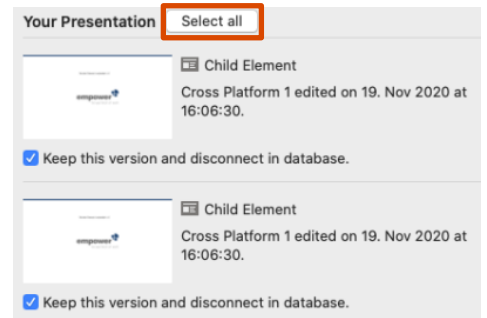 Your Presentation Select all
Child Element
Cross Platform 1 edited on 19. Nov 2020 at
16:06:30.
empower
Keep this version and disconnect in database.
Child Element
Cross Platform 1 edited on 19. Nov 2020 at
16:06:30.
empower
Keep this version and disconnect in database.